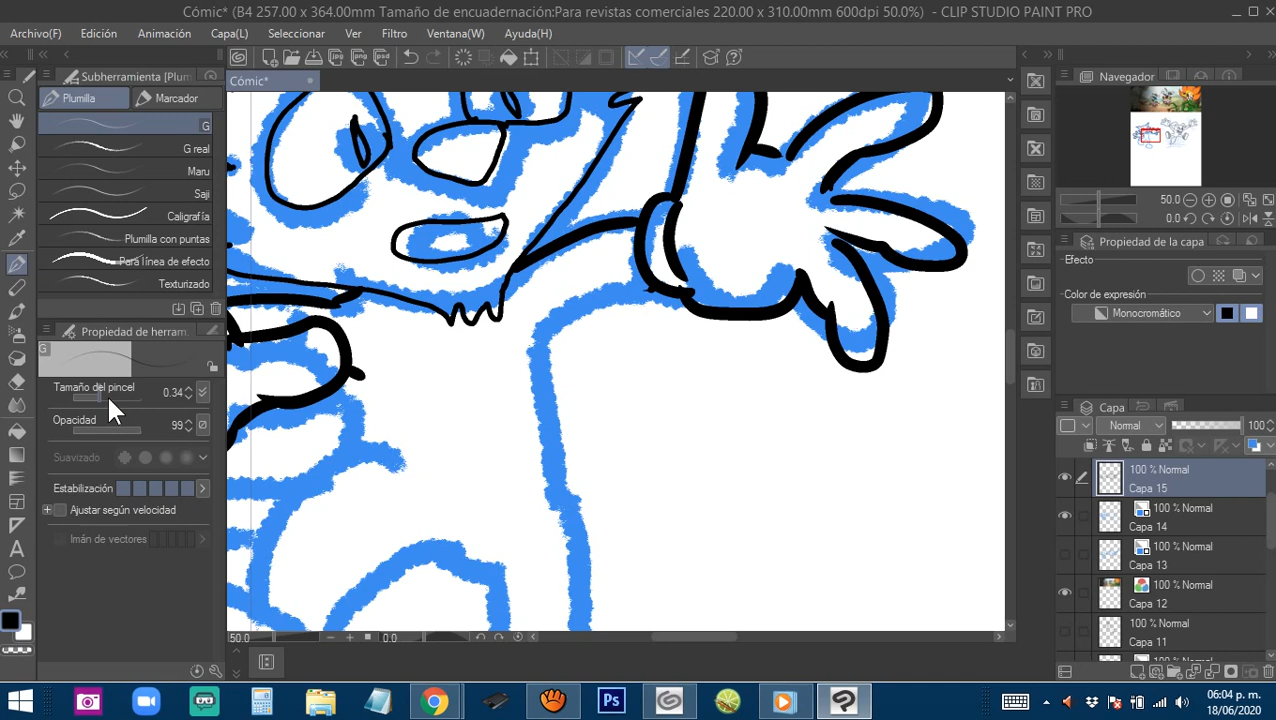 Cómic* (B4 257.00 x 364.00mm Tamaño de encuadernación:Para revistas comerciales 220.00 x 310.00mm 600dpi 50.0%) - CLIP STUDIO PAINT PRO
Archivo(F) Edición Animación Capa(L) Seleccionar Ver Filtro Ventana(W) Ayuda(H)
Subherramienta [Plum
Plumilla Marcador
G
G real
Maru
Saji
Caligrafía
Plumilla con puntas
Para línea de efecto
Texturizado
Propiedad de herram
G
Tamaño del pincel 0.34
Opacidad 99
Suavizado
Estabilización
Ajustar según velocidad
Imán de vectores
Cómic*
50.0 0.0
Navegador
50.0
0.0
Propiedad de la capa
Efecto
Color de expresión
Monocromático
Capa
Normal 100
100 % Normal
Capa 15
100 % Normal
Capa 14
100 % Normal
Capa 13
100 % Normal
Capa 12
100 % Normal
Capa 11
100 % Normal
Ps
06:04 p. m.
18/06/2020